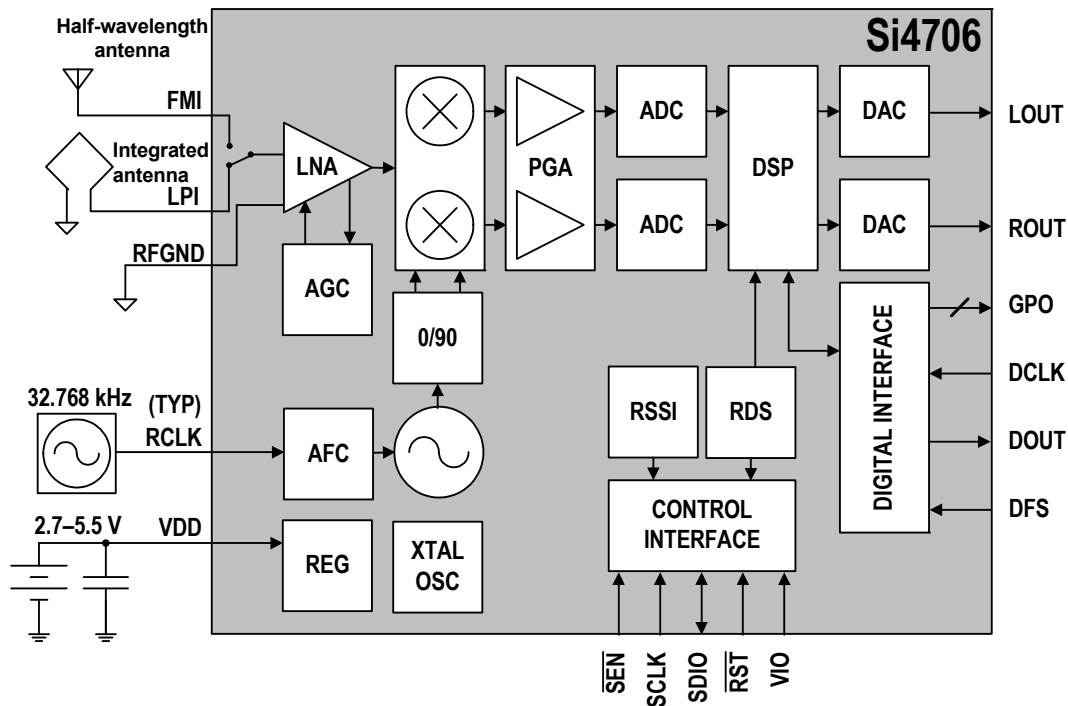 Si4706
Half-wavelength
antenna
FMI
Integrated
antenna
LPI
RFGND
LNA
AGC
0/90
PGA
ADC
ADC
DSP
DAC
DAC
LOUT
ROUT
GPO
DCLK
DOUT
DFS
DIGITAL INTERFACE
32.768 kHz
(TYP)
RCLK
AFC
RSSI
RDS
CONTROL
INTERFACE
2.7–5.5 V
VDD
REG
XTAL
OSC
SEN
SCLK
SDIO
RST
VIO